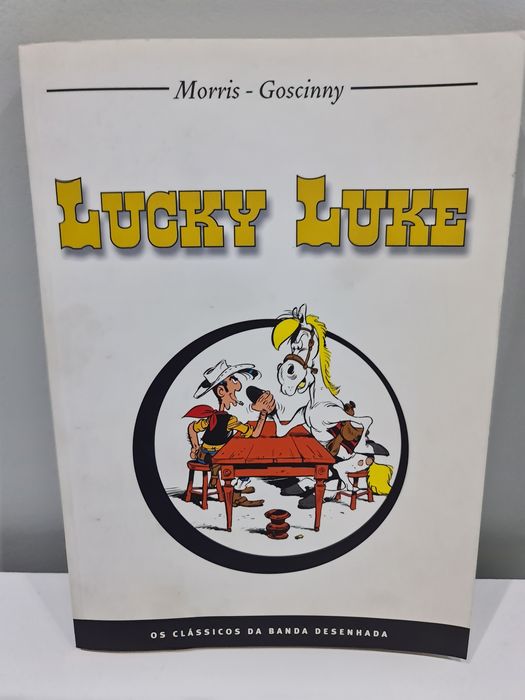 Morris - Goscinny
LUCKY LUKE
OS CLÁSSICOS DA BANDA DESENHADA